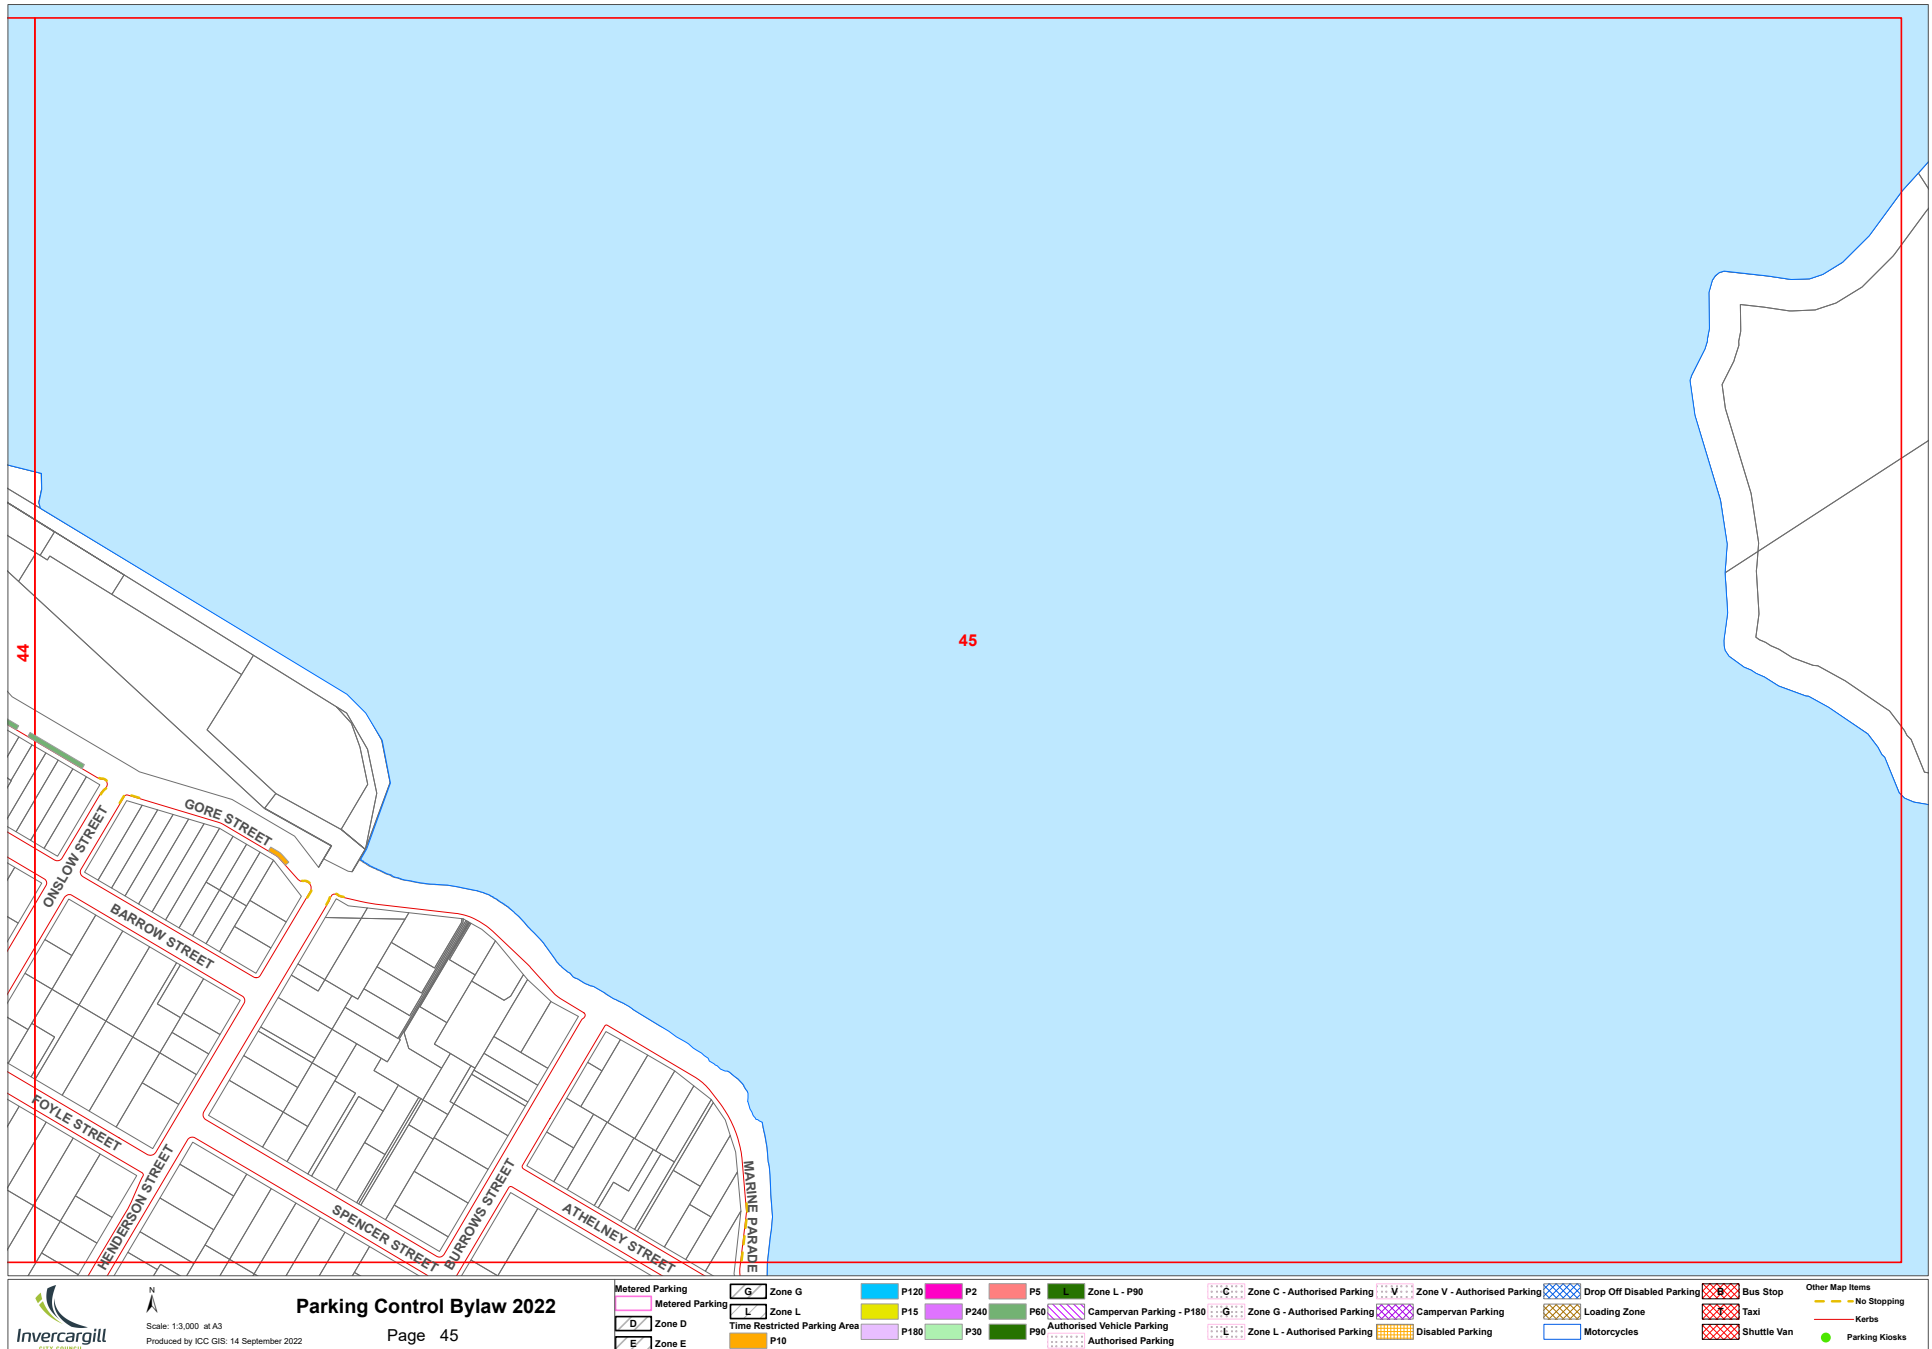 45
44
GORE STREET
ONSLOW STREET
BARROW STREET
FOYLE STREET
HENDERSON STREET
SPENCER STREET
BURROWS STREET
ATHELNEY STREET
MARINE PARADE
Invercargill
CITY COUNCIL
N
Scale: 1:3,000 at A3
Produced by ICC GIS: 14 September 2022
Parking Control Bylaw 2022
Page 45
Metered Parking
Metered Parking
D Zone D
E Zone E
G Zone G
L Zone L
Time Restricted Parking Area
P10
P120
P15
P180
P2
P240
P30
P5
P60
P90
L Zone L - P90
Campervan Parking - P180
Authorised Vehicle Parking
Authorised Parking
C Zone C - Authorised Parking
G Zone G - Authorised Parking
L Zone L - Authorised Parking
V Zone V - Authorised Parking
Campervan Parking
Disabled Parking
Drop Off Disabled Parking
Loading Zone
Motorcycles
B Bus Stop
T Taxi
Shuttle Van
Other Map Items
No Stopping
Kerbs
Parking Kiosks